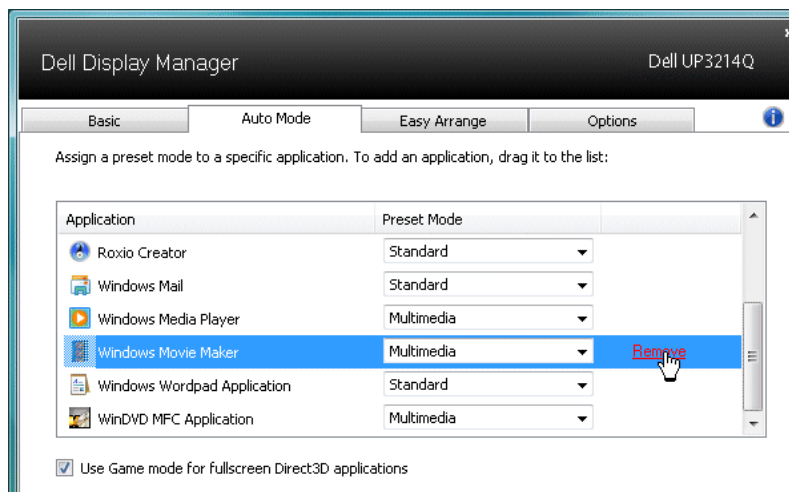 Dell Display Manager
Dell UP3214Q
Basic
Auto Mode
Easy Arrange
Options
Assign a preset mode to a specific application. To add an application, drag it to the list:
Application Preset Mode
Roxio Creator Standard
Windows Mail Standard
Windows Media Player Multimedia
Windows Movie Maker Multimedia Remove
Windows Wordpad Application Standard
WinDVD MFC Application Multimedia
Use Game mode for fullscreen Direct3D applications